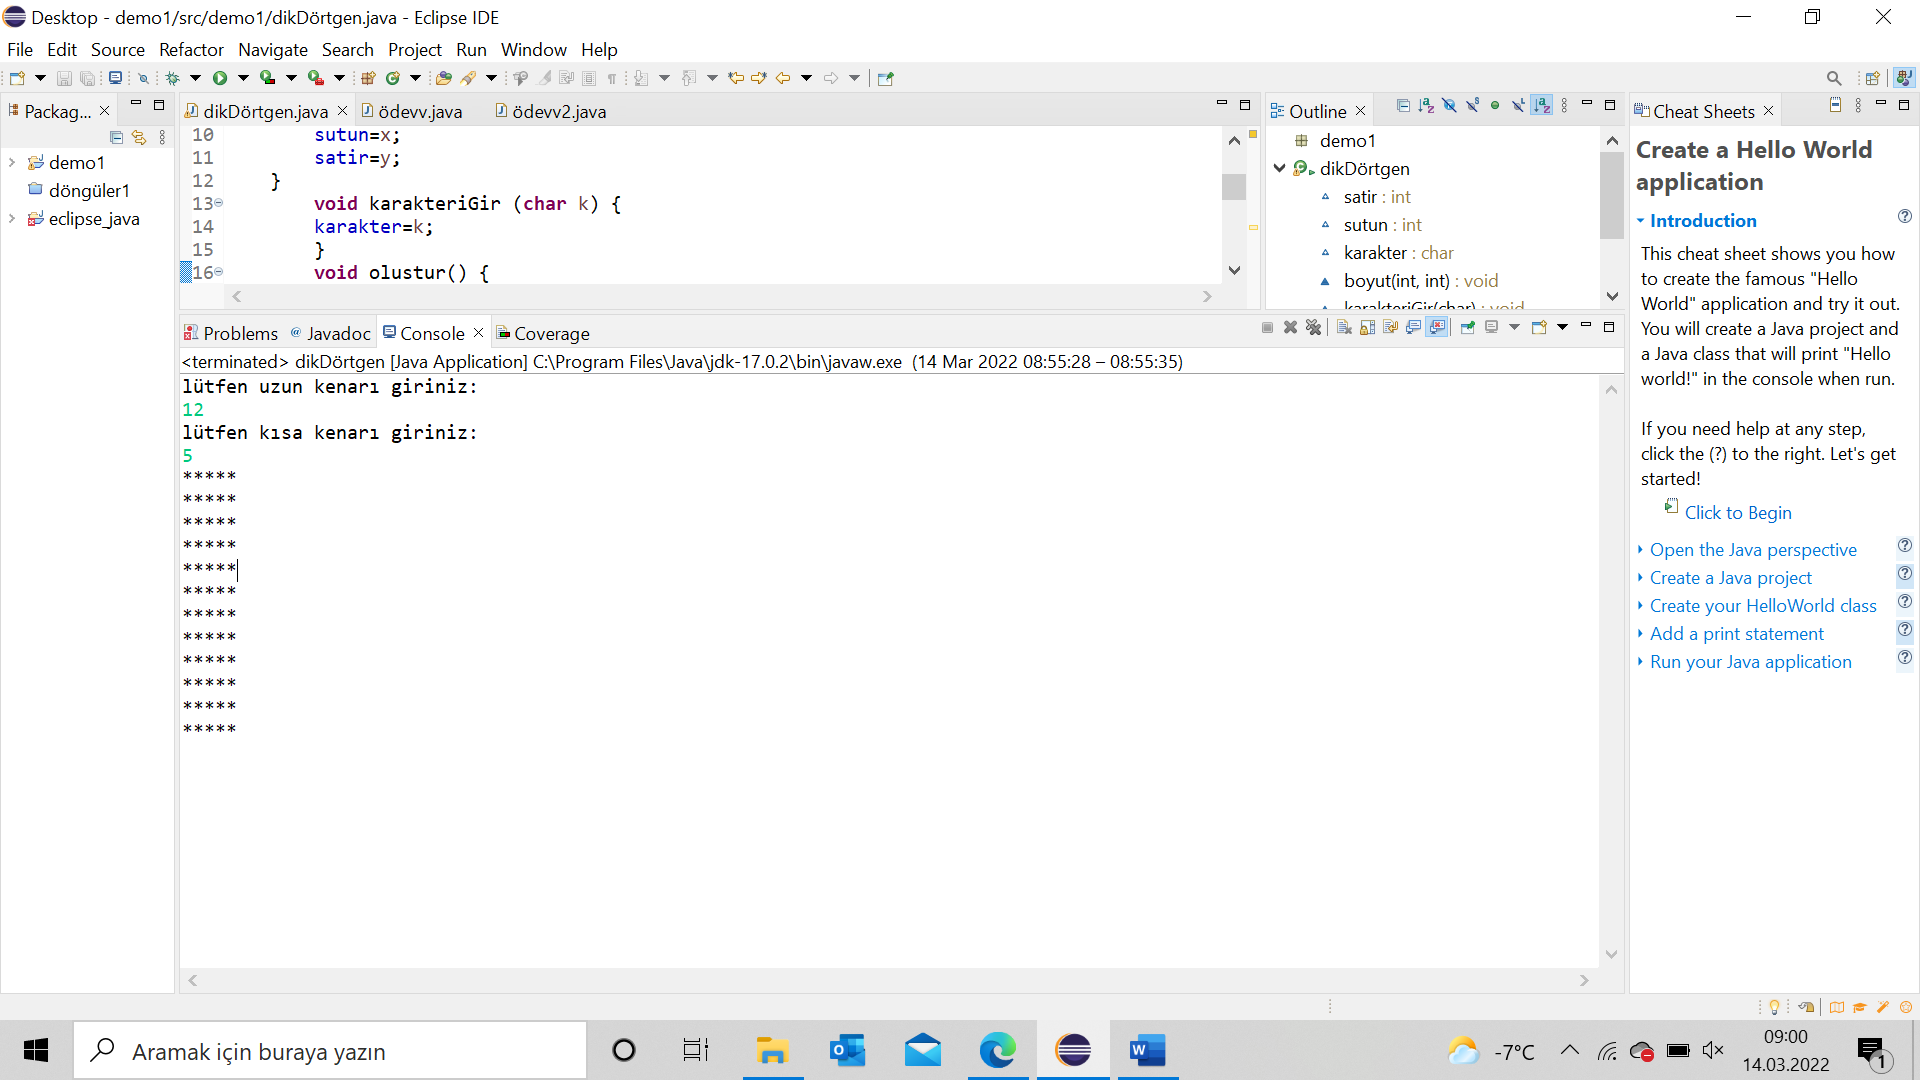 Desktop - demo1/src/demo1/dikDörtgen.java - Eclipse IDE
File Edit Source Refactor Navigate Search Project Run Window Help
Packag...
demo1
döngüler1
eclipse_java
dikDörtgen.java ödevv.java ödevv2.java
10 sutun=x;
11 satir=y;
12 }
13 void karakteriGir (char k) {
14 karakter=k;
15 }
16 void olustur() {
Outline
demo1
dikDörtgen
satir : int
sutun : int
karakter : char
boyut(int, int) : void
karakteriGir(char) : void
Problems @ Javadoc Console Coverage
<terminated> dikDörtgen [Java Application] C:\Program Files\Java\jdk-17.0.2\bin\javaw.exe (14 Mar 2022 08:55:28 – 08:55:35)
lütfen uzun kenarı giriniz:
12
lütfen kısa kenarı giriniz:
5
*****
*****
*****
*****
*****
*****
*****
*****
*****
*****
*****
*****
Cheat Sheets
Create a Hello World
application
Introduction
This cheat sheet shows you how
to create the famous "Hello
World" application and try it out.
You will create a Java project and
a Java class that will print "Hello
world!" in the console when run.
If you need help at any step,
click the (?) to the right. Let's get
started!
Click to Begin
Open the Java perspective
Create a Java project
Create your HelloWorld class
Add a print statement
Run your Java application
Aramak için buraya yazın
-7°C
09:00
14.03.2022
1